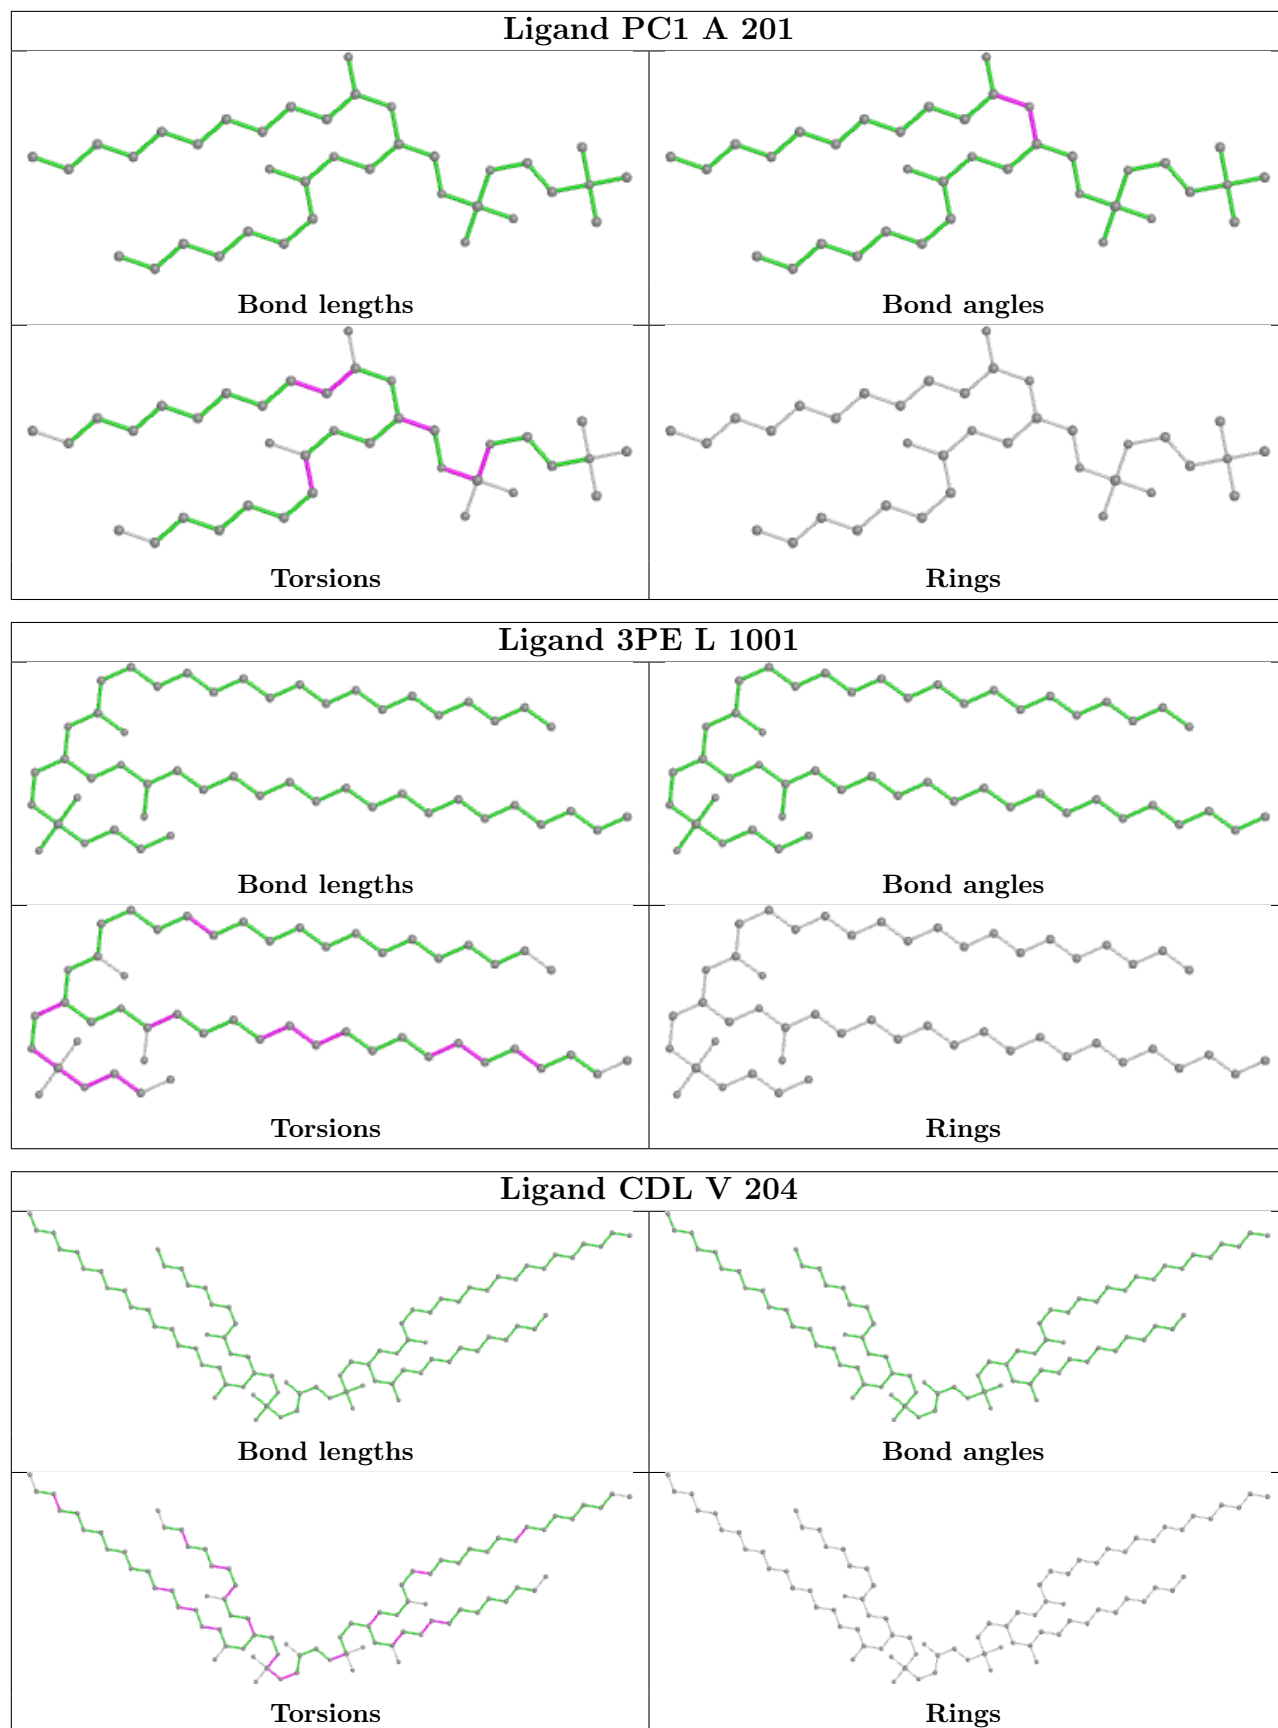 Ligand PC1 A 201
Bond lengths
Bond angles
Torsions
Rings
Ligand 3PE L 1001
Bond lengths
Bond angles
Torsions
Rings
Ligand CDL V 204
Bond lengths
Bond angles
Torsions
Rings